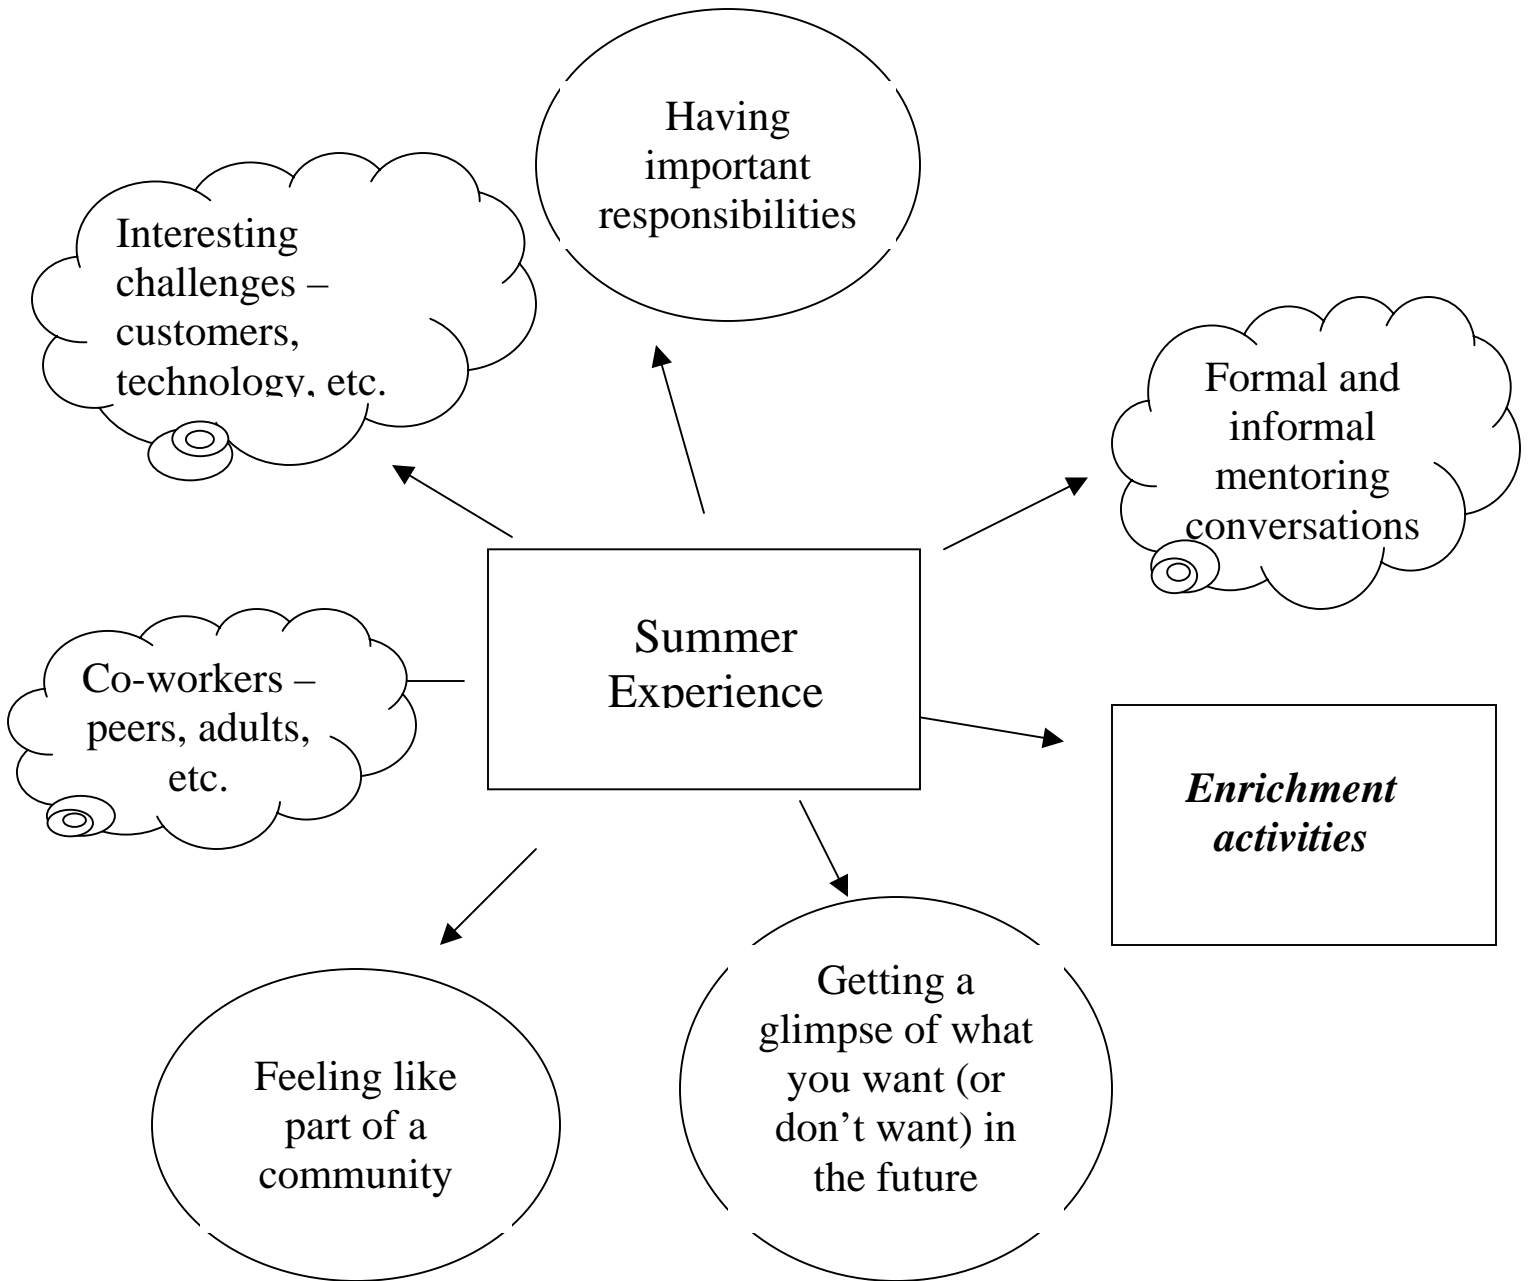 Having
important
responsibilities
Interesting
challenges –
customers,
technology, etc.
Formal and
informal
mentoring
conversations
Summer
Experience
Co-workers –
peers, adults,
etc.
Enrichment
activities
Getting a
glimpse of what
you want (or
don’t want) in
the future
Feeling like
part of a
community